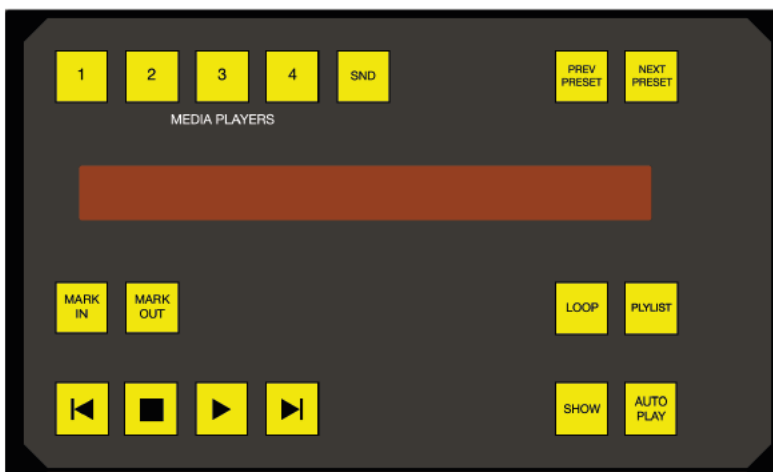 1 2 3 4 SND
PREV
PRESET
NEXT
PRESET
MEDIA PLAYERS
MARK
IN
MARK
OUT
LOOP
PLYLIST
SHOW
AUTO
PLAY